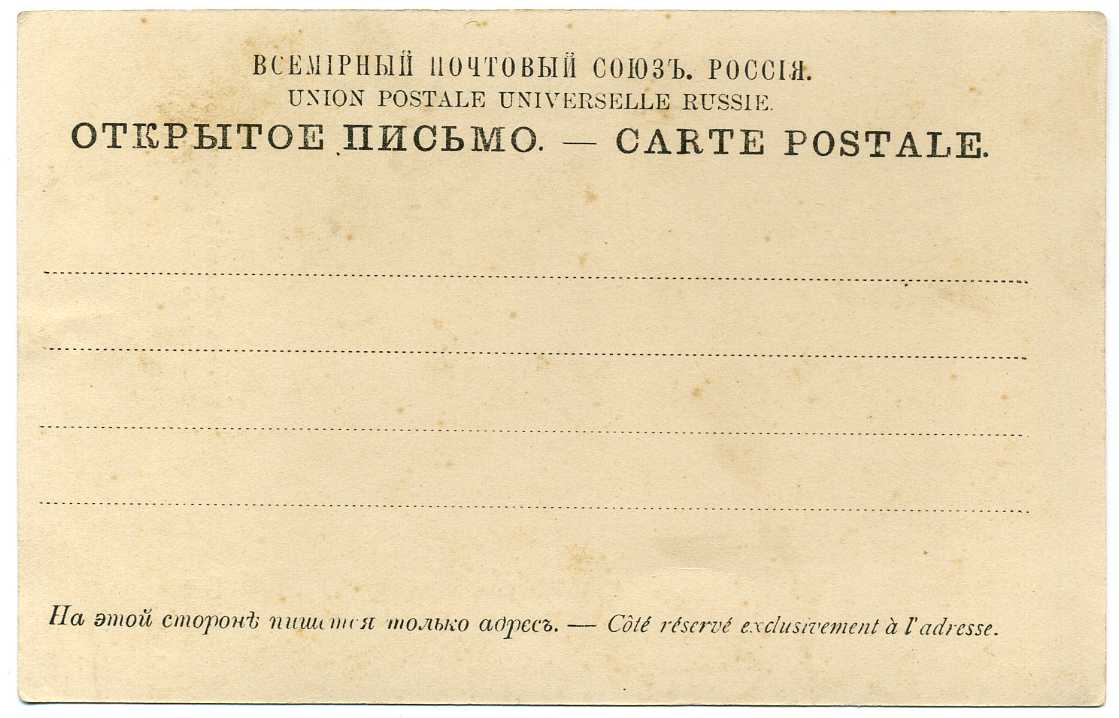 ВСЕМІРНЫЙ ПОЧТОВЫЙ СОЮЗЪ. РОССІЯ.
UNION POSTALE UNIVERSELLE RUSSIE.
ОТКРЫТОЕ ПИСЬМО. — CARTE POSTALE.
На этой сторонѣ пишится только адресъ. — Côté réservé exclusivement à l'adresse.